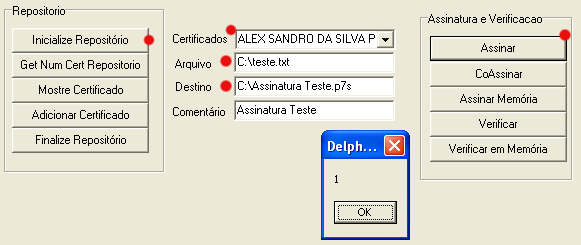 Repositorio
Inicialize Repositório
Get Num Cert Repositorio
Mostre Certificado
Adicionar Certificado
Finalize Repositório
Certificados
ALEX SANDRO DA SILVA P
Arquivo
C:\teste.txt
Destino
C:\Assinatura Teste.p7s
Comentário
Assinatura Teste
Delph...
1
OK
Assinatura e Verificacao
Assinar
CoAssinar
Assinar Memória
Verificar
Verificar em Memória